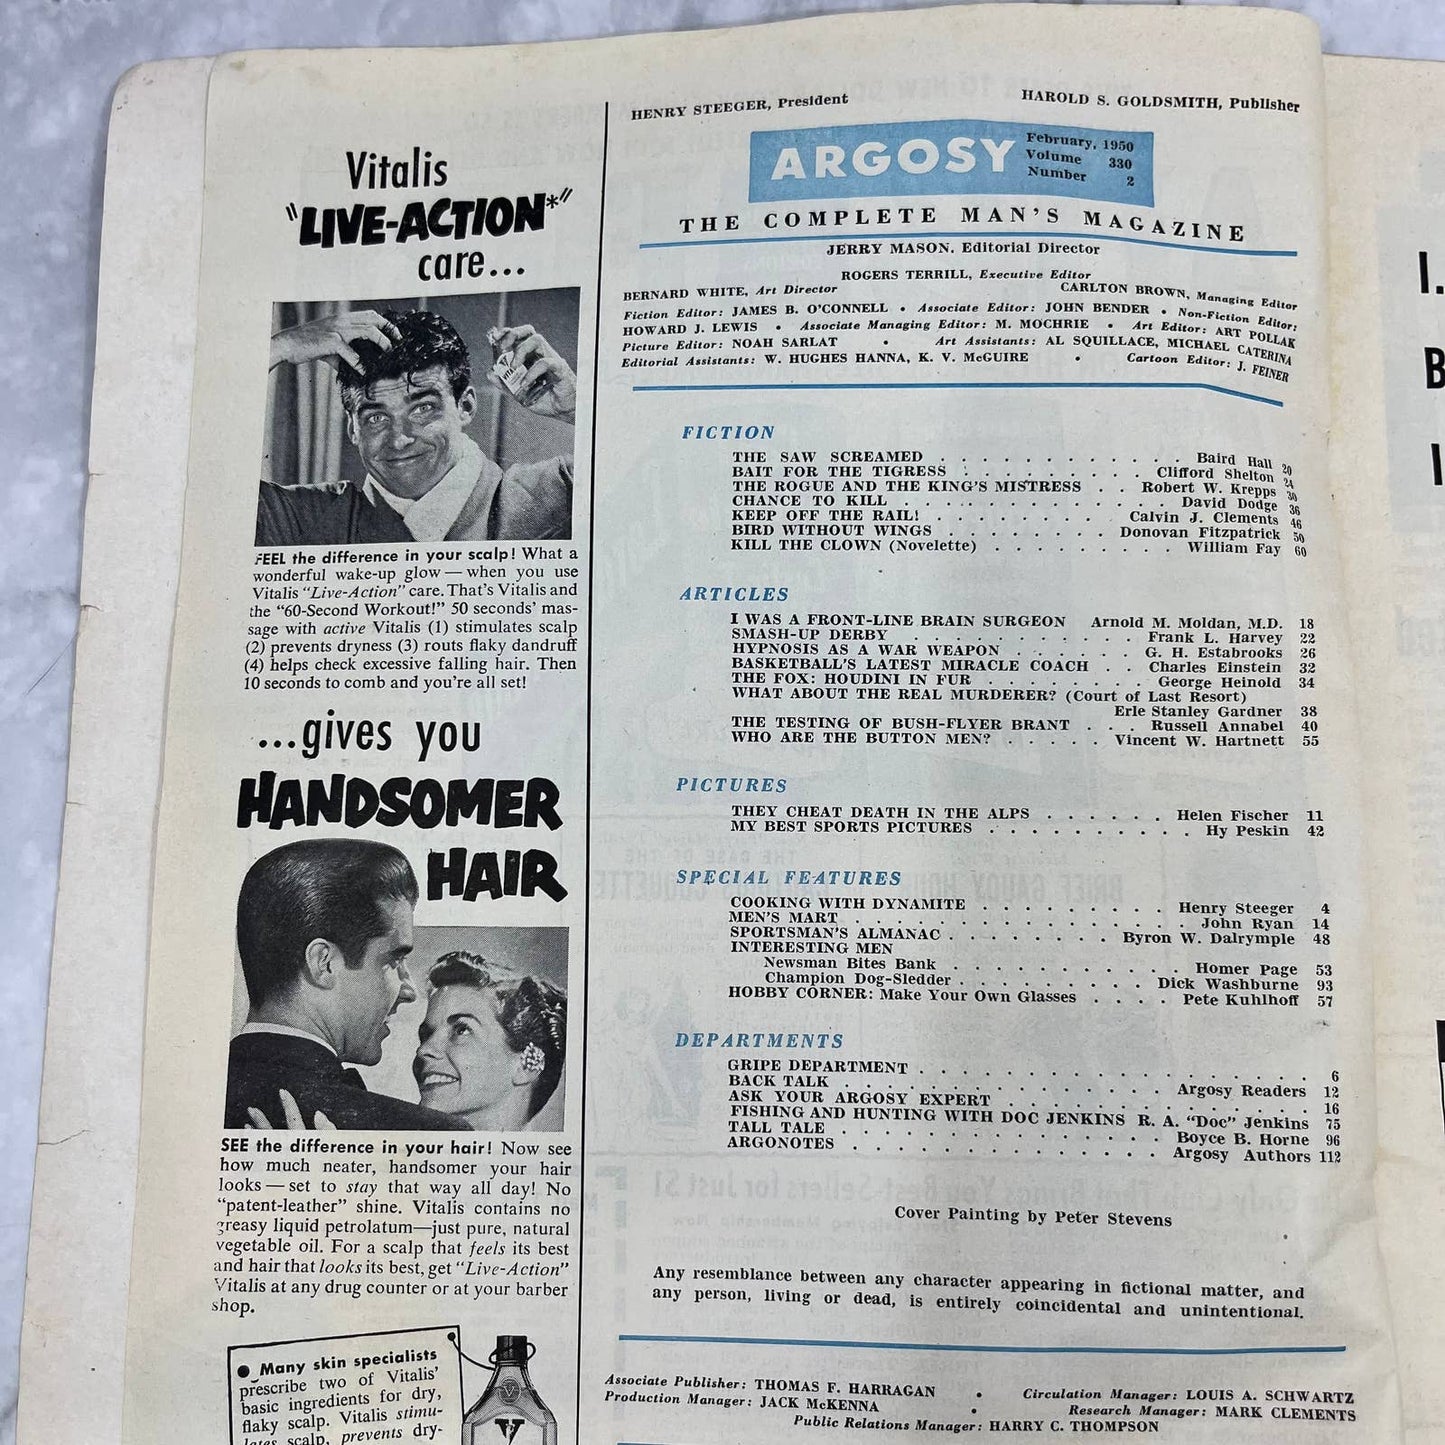 Vitalis
"LIVE-ACTION*"
care...
FEEL the difference in your scalp! What a
wonderful wake-up glow — when you use
Vitalis "Live-Action" care. That's Vitalis and
the "60-Second Workout!" 50 seconds' mas-
sage with active Vitalis (1) stimulates scalp
(2) prevents dryness (3) routs flaky dandruff
(4) helps check excessive falling hair. Then
10 seconds to comb and you're all set!
...gives you
HANDSOMER
HAIR
SEE the difference in your hair! Now see
how much neater, handsomer your hair
looks — set to stay that way all day! No
"patent-leather" shine. Vitalis contains no
greasy liquid petrolatum—just pure, natural
vegetable oil. For a scalp that feels its best
and hair that looks its best, get "Live-Action"
Vitalis at any drug counter or at your barber
shop.
● Many skin specialists
prescribe two of Vitalis'
basic ingredients for dry,
flaky scalp. Vitalis stimu-
lates scalp, prevents dry-
V
HENRY STEEGER, President
HAROLD S. GOLDSMITH, Publisher
ARGOSY
February, 1950
Volume 330
Number 2
THE COMPLETE MAN'S MAGAZINE
JERRY MASON, Editorial Director
ROGERS TERRILL, Executive Editor
BERNARD WHITE, Art Director CARLTON BROWN, Managing Editor
Fiction Editor: JAMES B. O'CONNELL • Associate Editor: JOHN BENDER • Non-Fiction Editor:
HOWARD J. LEWIS • Associate Managing Editor: M. MOCHRIE • Art Editor: ART POLLAK
Picture Editor: NOAH SARLAT • Art Assistants: AL SQUILLACE, MICHAEL CATERINA
Editorial Assistants: W. HUGHES HANNA, K. V. McGUIRE • Cartoon Editor: J. FEINER
FICTION
THE SAW SCREAMED . . . . . . . . . . . . Baird Hall 20
BAIT FOR THE TIGRESS . . . . . . . . . Clifford Shelton 24
THE ROGUE AND THE KING'S MISTRESS . . Robert W. Krepps 30
CHANCE TO KILL . . . . . . . . . . . . . David Dodge 36
KEEP OFF THE RAIL! . . . . . . . . . Calvin J. Clements 46
BIRD WITHOUT WINGS . . . . . . . . Donovan Fitzpatrick 50
KILL THE CLOWN (Novelette) . . . . . . . . . William Fay 60
ARTICLES
I WAS A FRONT-LINE BRAIN SURGEON Arnold M. Moldan, M.D. 18
SMASH-UP DERBY . . . . . . . . . . . Frank L. Harvey 22
HYPNOSIS AS A WAR WEAPON . . . . . . G. H. Estabrooks 26
BASKETBALL'S LATEST MIRACLE COACH . . Charles Einstein 32
THE FOX: HOUDINI IN FUR . . . . . . . . George Heinold 34
WHAT ABOUT THE REAL MURDERER? (Court of Last Resort)
Erle Stanley Gardner 38
THE TESTING OF BUSH-FLYER BRANT . . . Russell Annabel 40
WHO ARE THE BUTTON MEN? . . . . . Vincent W. Hartnett 55
PICTURES
THEY CHEAT DEATH IN THE ALPS . . . . . . Helen Fischer 11
MY BEST SPORTS PICTURES . . . . . . . . . . Hy Peskin 42
SPECIAL FEATURES
COOKING WITH DYNAMITE . . . . . . . . . Henry Steeger 4
MEN'S MART . . . . . . . . . . . . . . . . John Ryan 14
SPORTSMAN'S ALMANAC . . . . . . . . Byron W. Dalrymple 48
INTERESTING MEN
Newsman Bites Bank . . . . . . . . . . . . Homer Page 53
Champion Dog-Sledder . . . . . . . . . Dick Washburne 93
HOBBY CORNER: Make Your Own Glasses . . . . Pete Kuhlhoff 57
DEPARTMENTS
GRIPE DEPARTMENT . . . . . . . . . . . . . . . . . . . 6
BACK TALK . . . . . . . . . . . . . . . Argosy Readers 12
ASK YOUR ARGOSY EXPERT . . . . . . . . . . . . . . . 16
FISHING AND HUNTING WITH DOC JENKINS R. A. "Doc" Jenkins 75
TALL TALE . . . . . . . . . . . . . . . Boyce B. Horne 96
ARGONOTES . . . . . . . . . . . . . . . Argosy Authors 112
Cover Painting by Peter Stevens
Any resemblance between any character appearing in fictional matter, and
any person, living or dead, is entirely coincidental and unintentional.
Associate Publisher: THOMAS F. HARRAGAN • Circulation Manager: LOUIS A. SCHWARTZ
Production Manager: JACK McKENNA • Research Manager: MARK CLEMENTS
Public Relations Manager: HARRY C. THOMPSON